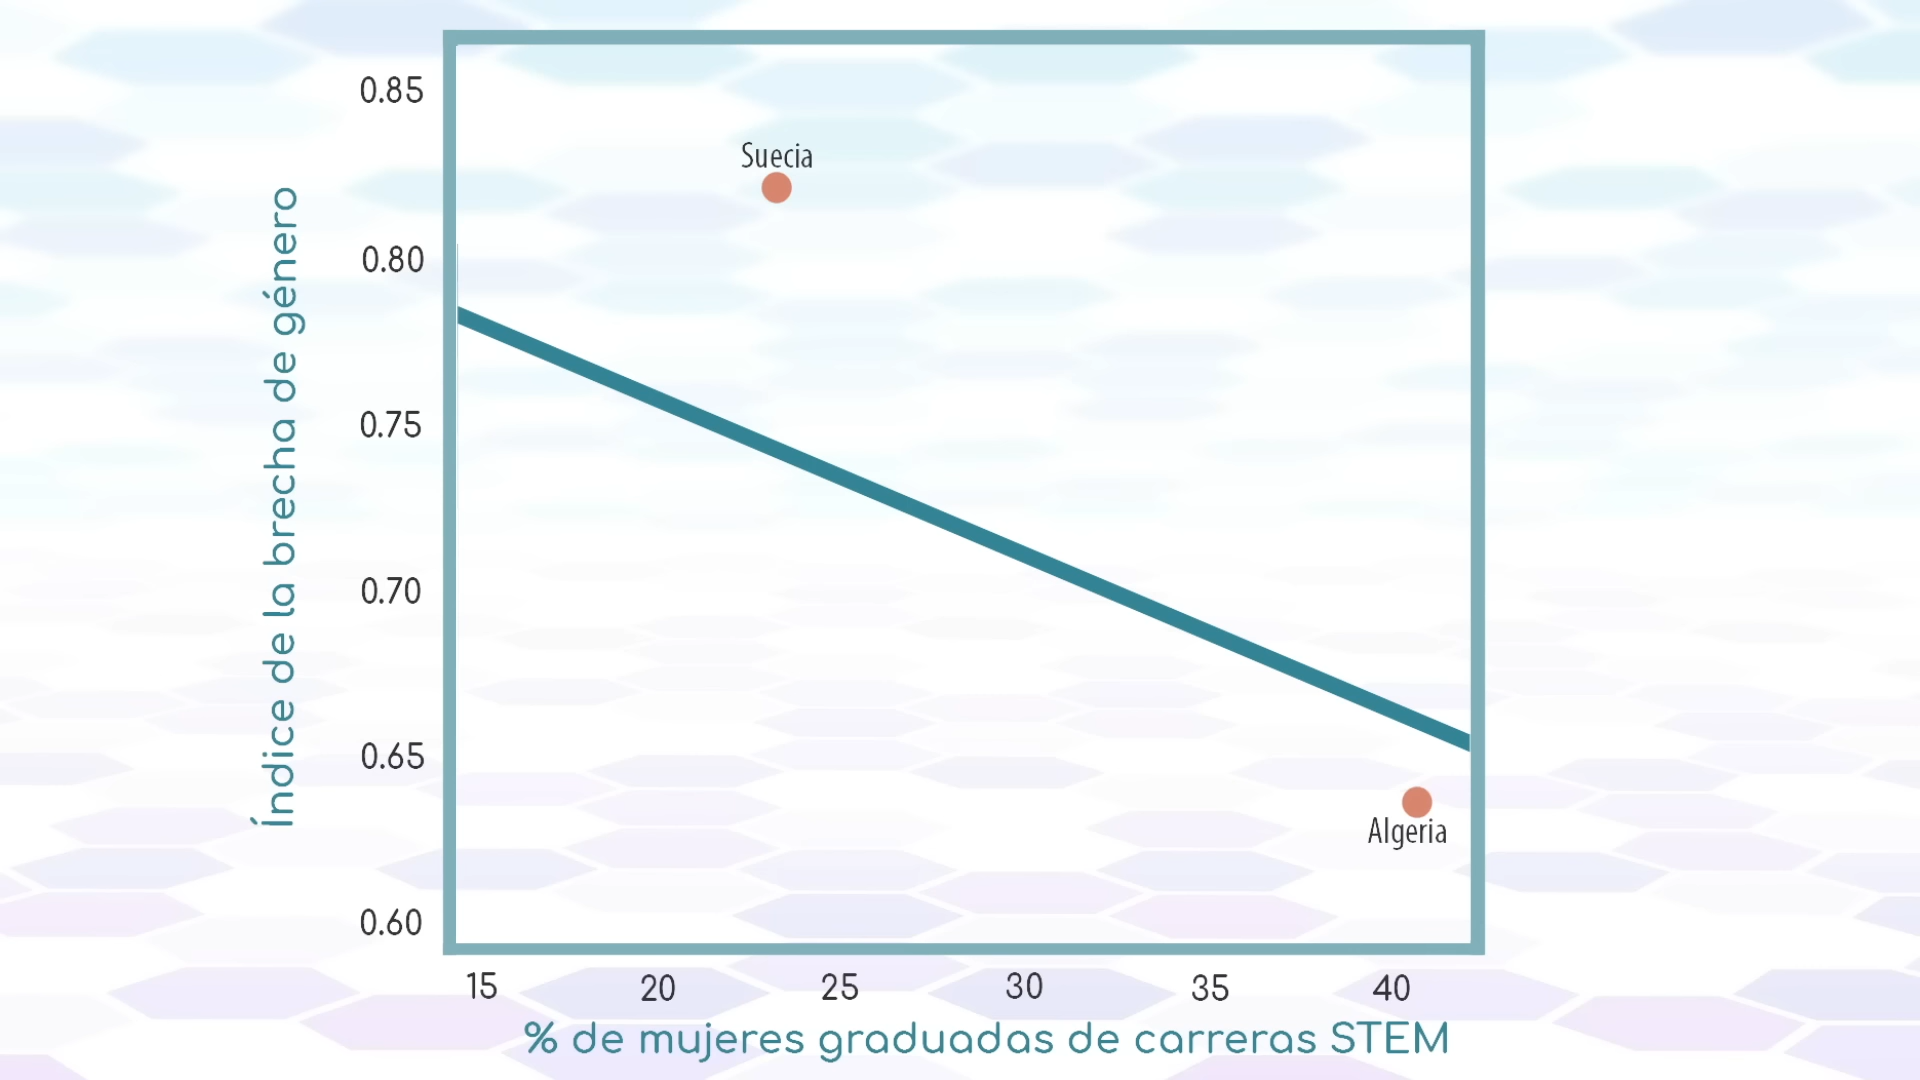 0.85
Suecia
0.80
0.75
0.70
0.65
Algeria
0.60
Índice de la brecha de género
15 20 25 30 35 40
% de mujeres graduadas de carreras STEM